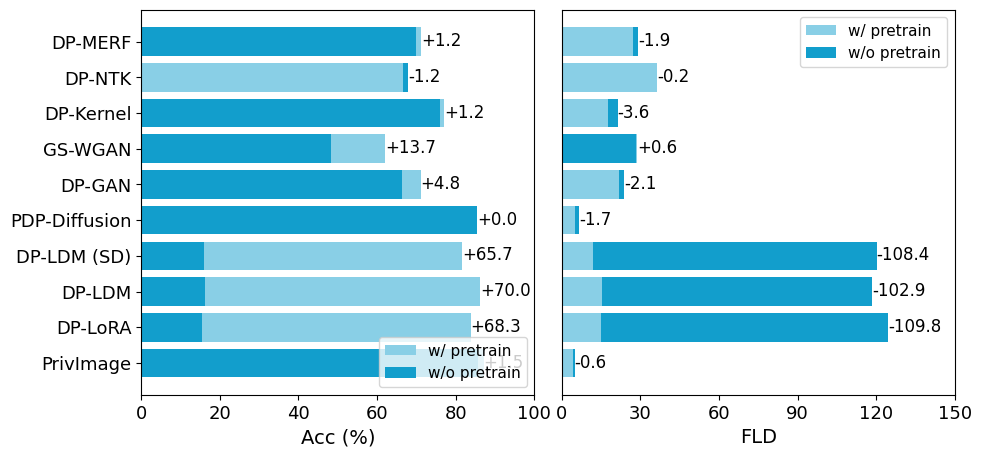 DP-MERF
DP-NTK
DP-Kernel
GS-WGAN
DP-GAN
PDP-Diffusion
DP-LDM (SD)
DP-LDM
DP-LoRA
PrivImage
+1.2
-1.2
+1.2
+13.7
+4.8
+0.0
+65.7
+70.0
+68.3
+1.5
w/ pretrain
w/o pretrain
0 20 40 60 80 100
Acc (%)
w/ pretrain
w/o pretrain
-1.9
-0.2
-3.6
+0.6
-2.1
-1.7
-108.4
-102.9
-109.8
-0.6
0 30 60 90 120 150
FLD